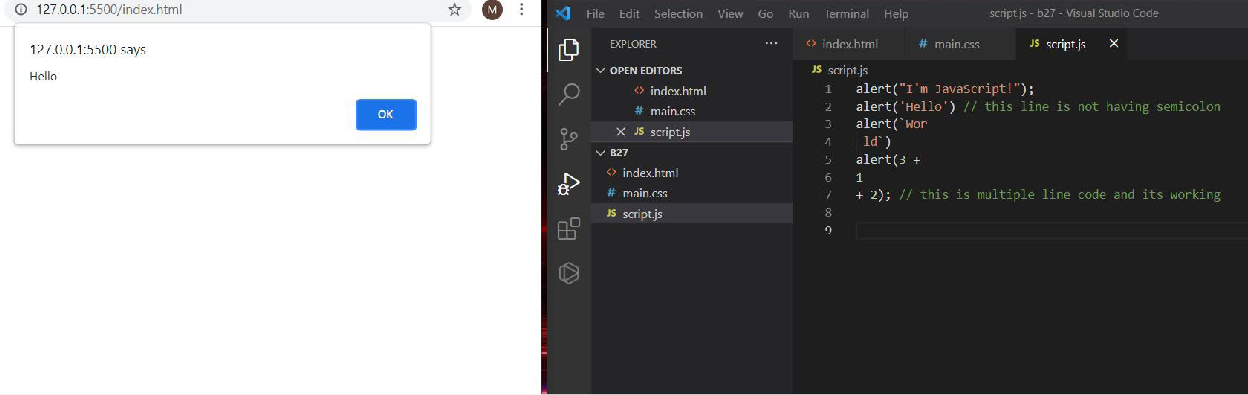 127.0.0.1:5500/index.html
M
127.0.0.1:5500 says
Hello
OK
File Edit Selection View Go Run Terminal Help
script.js - b27 - Visual Studio Code
EXPLORER
OPEN EDITORS
<> index.html
# main.css
JS script.js
B27
<> index.html
# main.css
JS script.js
<> index.html # main.css JS script.js
JS script.js
1 alert("I'm JavaScript!");
2 alert('Hello') // this line is not having semicolon
3 alert(`Wor
4 ld`)
5 alert(3 +
6 1
7 + 2); // this is multiple line code and its working
8
9